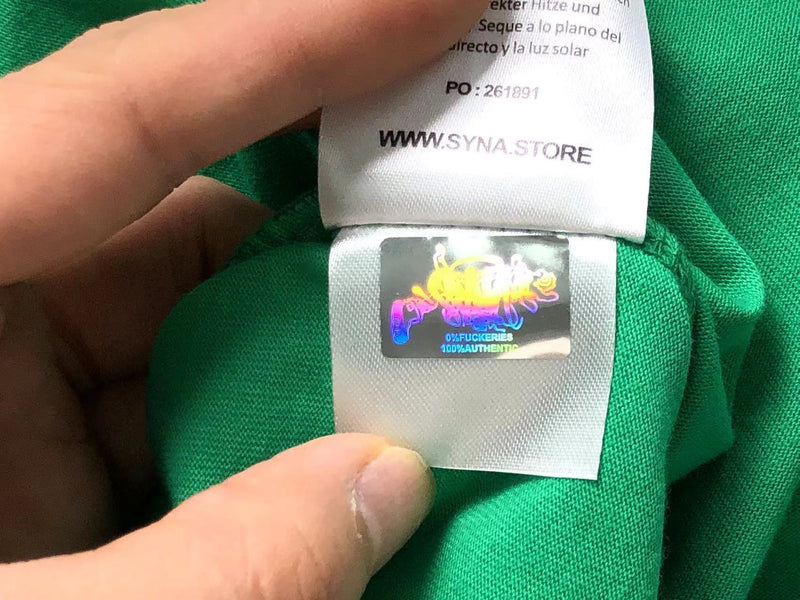 ekter Hitze und
Seque a lo plano del
directo y la luz solar
PO : 261891
WWW.SYNA.STORE
0%FUCKERIES
100%AUTHENTIC